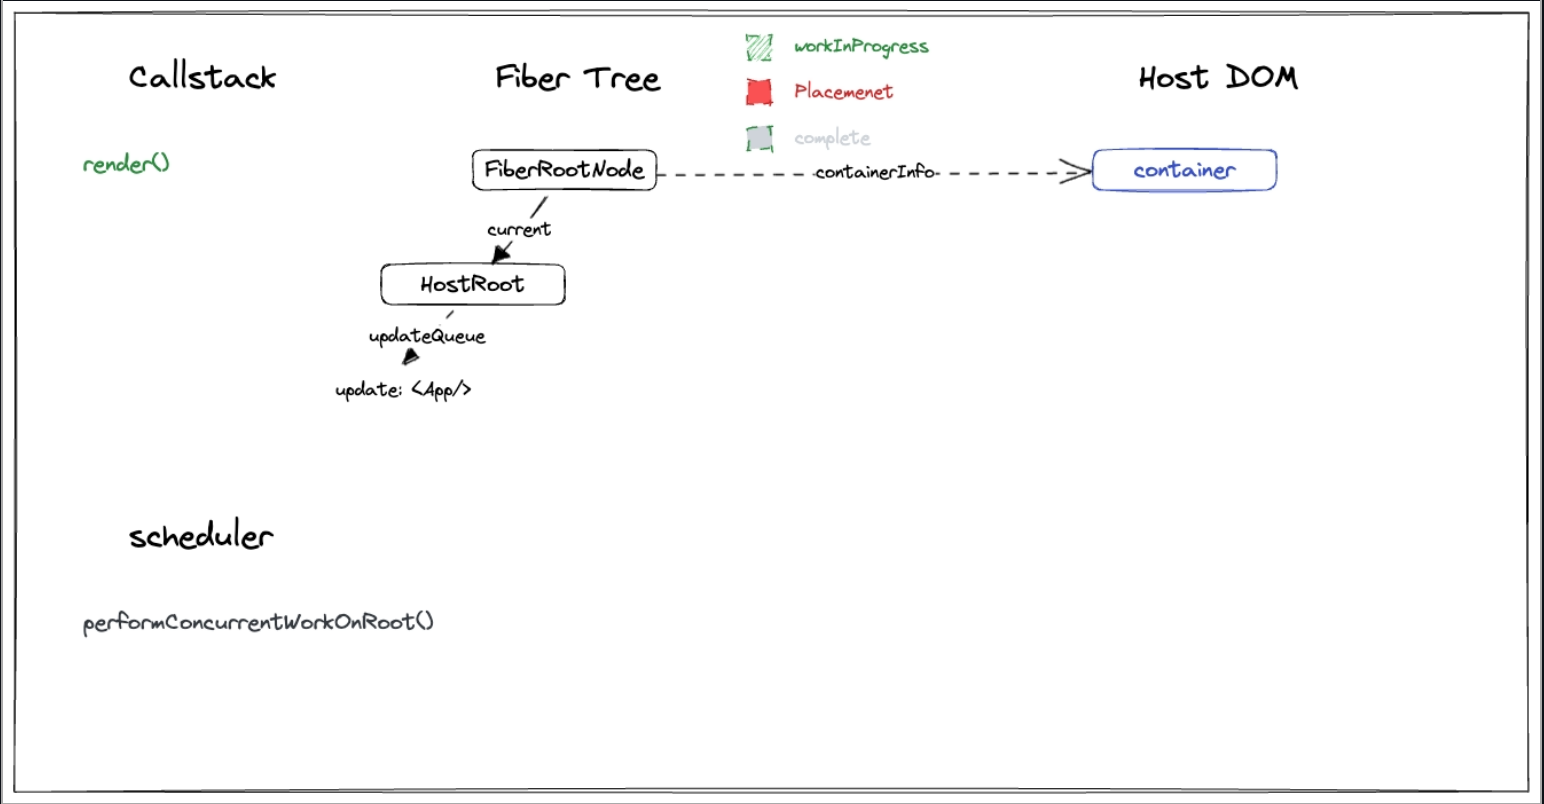 Callstack
Fiber Tree
workInProgress
Placemenet
complete
Host DOM
render()
FiberRootNode
containerInfo
container
current
HostRoot
updateQueue
update: <App/>
scheduler
performConcurrentWorkOnRoot()